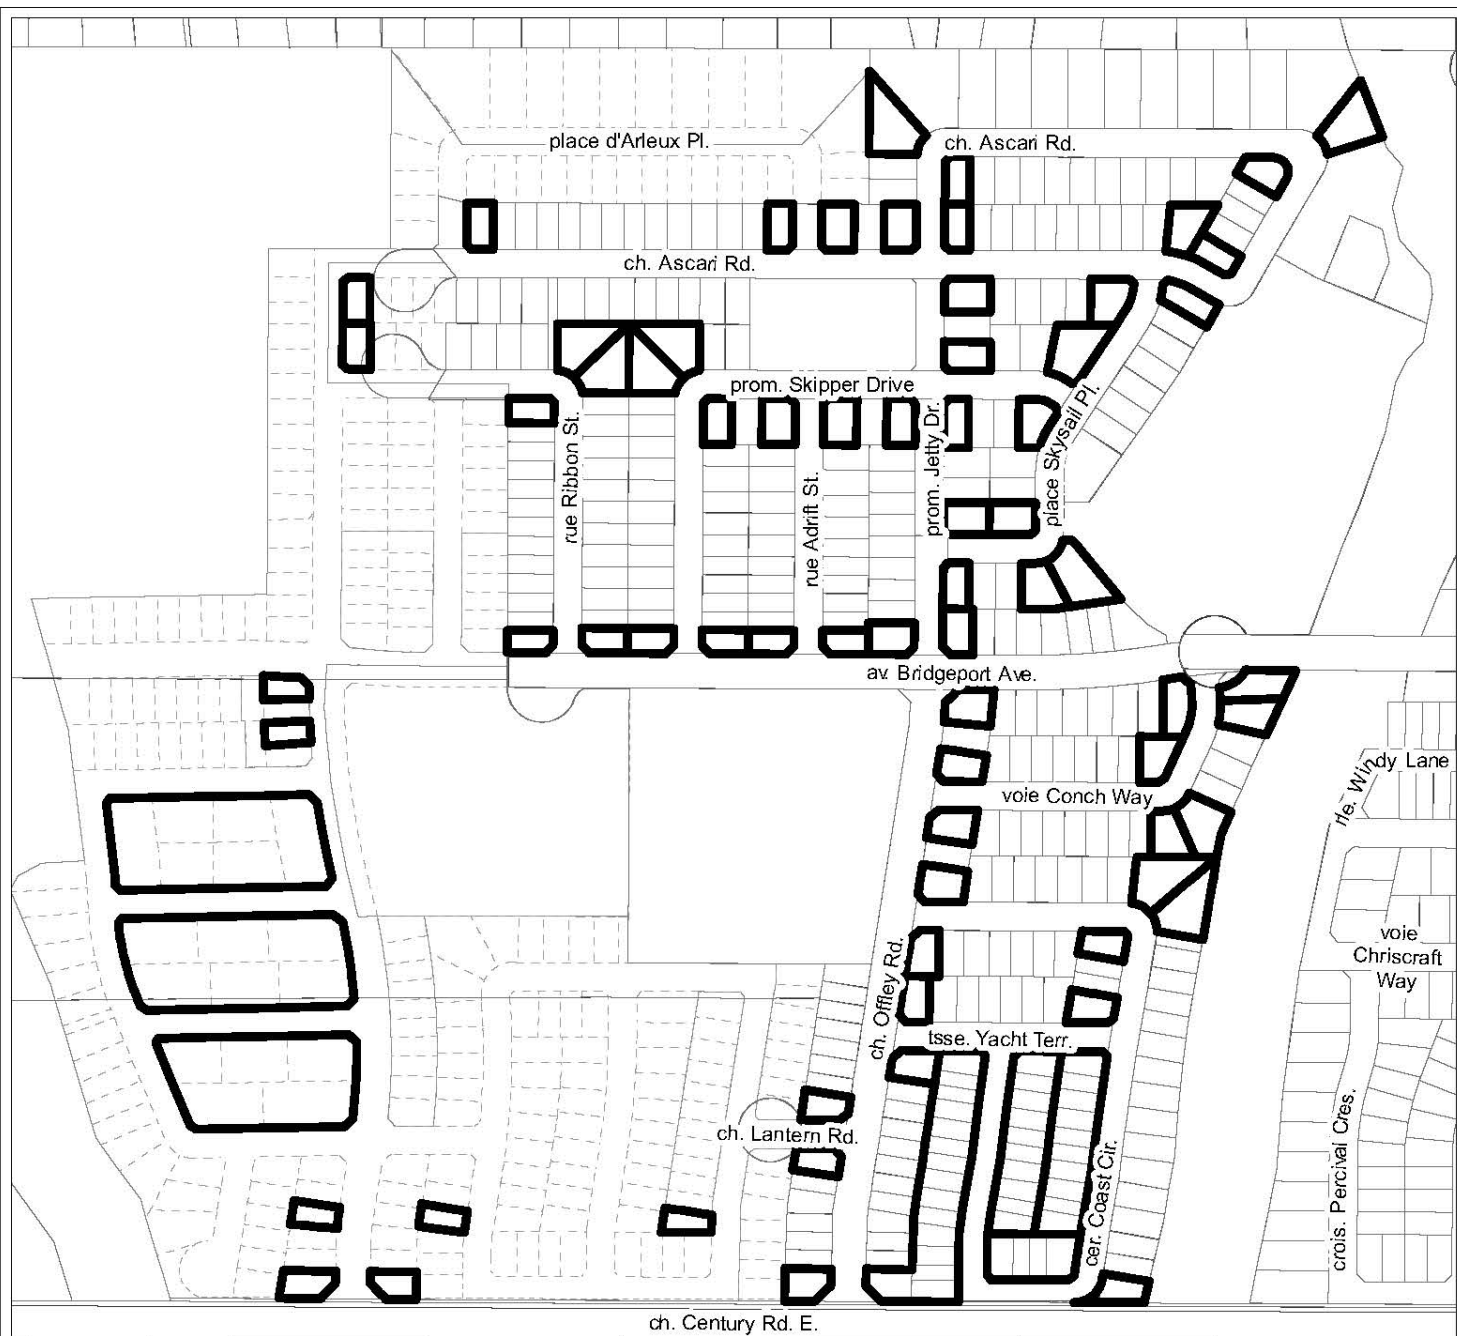 place d'Arleux Pl.
ch. Ascari Rd.
ch. Ascari Rd.
prom. Skipper Drive
rue Ribbon St.
rue Adrift St.
prom. Jetty Dr.
place Skysail Pl.
av. Bridgeport Ave.
voie Conch Way
rle. Windy Lane
voie
Chriscraft
Way
ch. Offley Rd.
tsse. Yacht Terr.
ch. Lantern Rd.
cer. Coast Cir.
crois. Percival Cres.
ch. Century Rd. E.